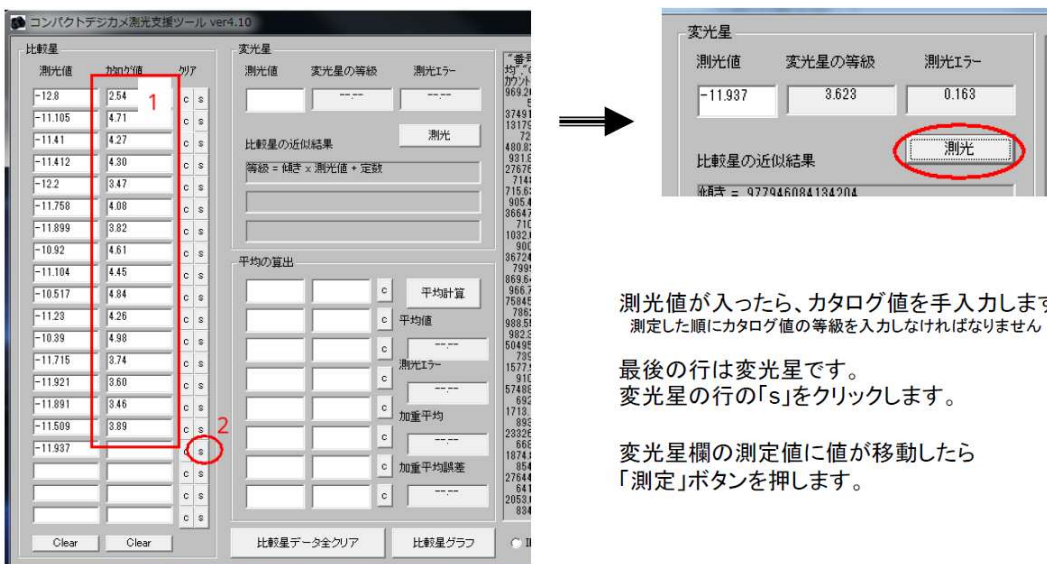 コンパクトデジカメ測光支援ツール ver4.10
比較星
測光値 カタログ値 クリア
-12.8 2.54 c s
-11.105 4.71 c s
-11.41 4.27 c s
-11.412 4.30 c s
-12.2 3.47 c s
-11.758 4.08 c s
-11.899 3.82 c s
-10.92 4.61 c s
-11.104 4.45 c s
-10.517 4.84 c s
-11.23 4.26 c s
-10.39 4.98 c s
-11.715 3.74 c s
-11.921 3.60 c s
-11.891 3.46 c s
-11.509 3.89 c s
-11.937 c s
c s
c s
c s
Clear Clear
1
2
変光星
測光値 変光星の等級 測光エラー
--.-- --.--
測光
比較星の近似結果
等級 = 傾き x 測光値 + 定数
平均の算出
c 平均計算
c 平均値
c --.--
c 測光エラー
c --.--
c 加重平均
c --.--
c 加重平均誤差
c --.--
比較星データ全クリア 比較星グラフ
変光星
測光値 変光星の等級 測光エラー
-11.937 3.623 0.163
測光
比較星の近似結果
傾き = .977946084134204
測光値が入ったら、カタログ値を手入力します
測定した順にカタログ値の等級を入力しなければなりません
最後の行は変光星です。
変光星の行の「s」をクリックします。
変光星欄の測定値に値が移動したら
「測定」ボタンを押します。